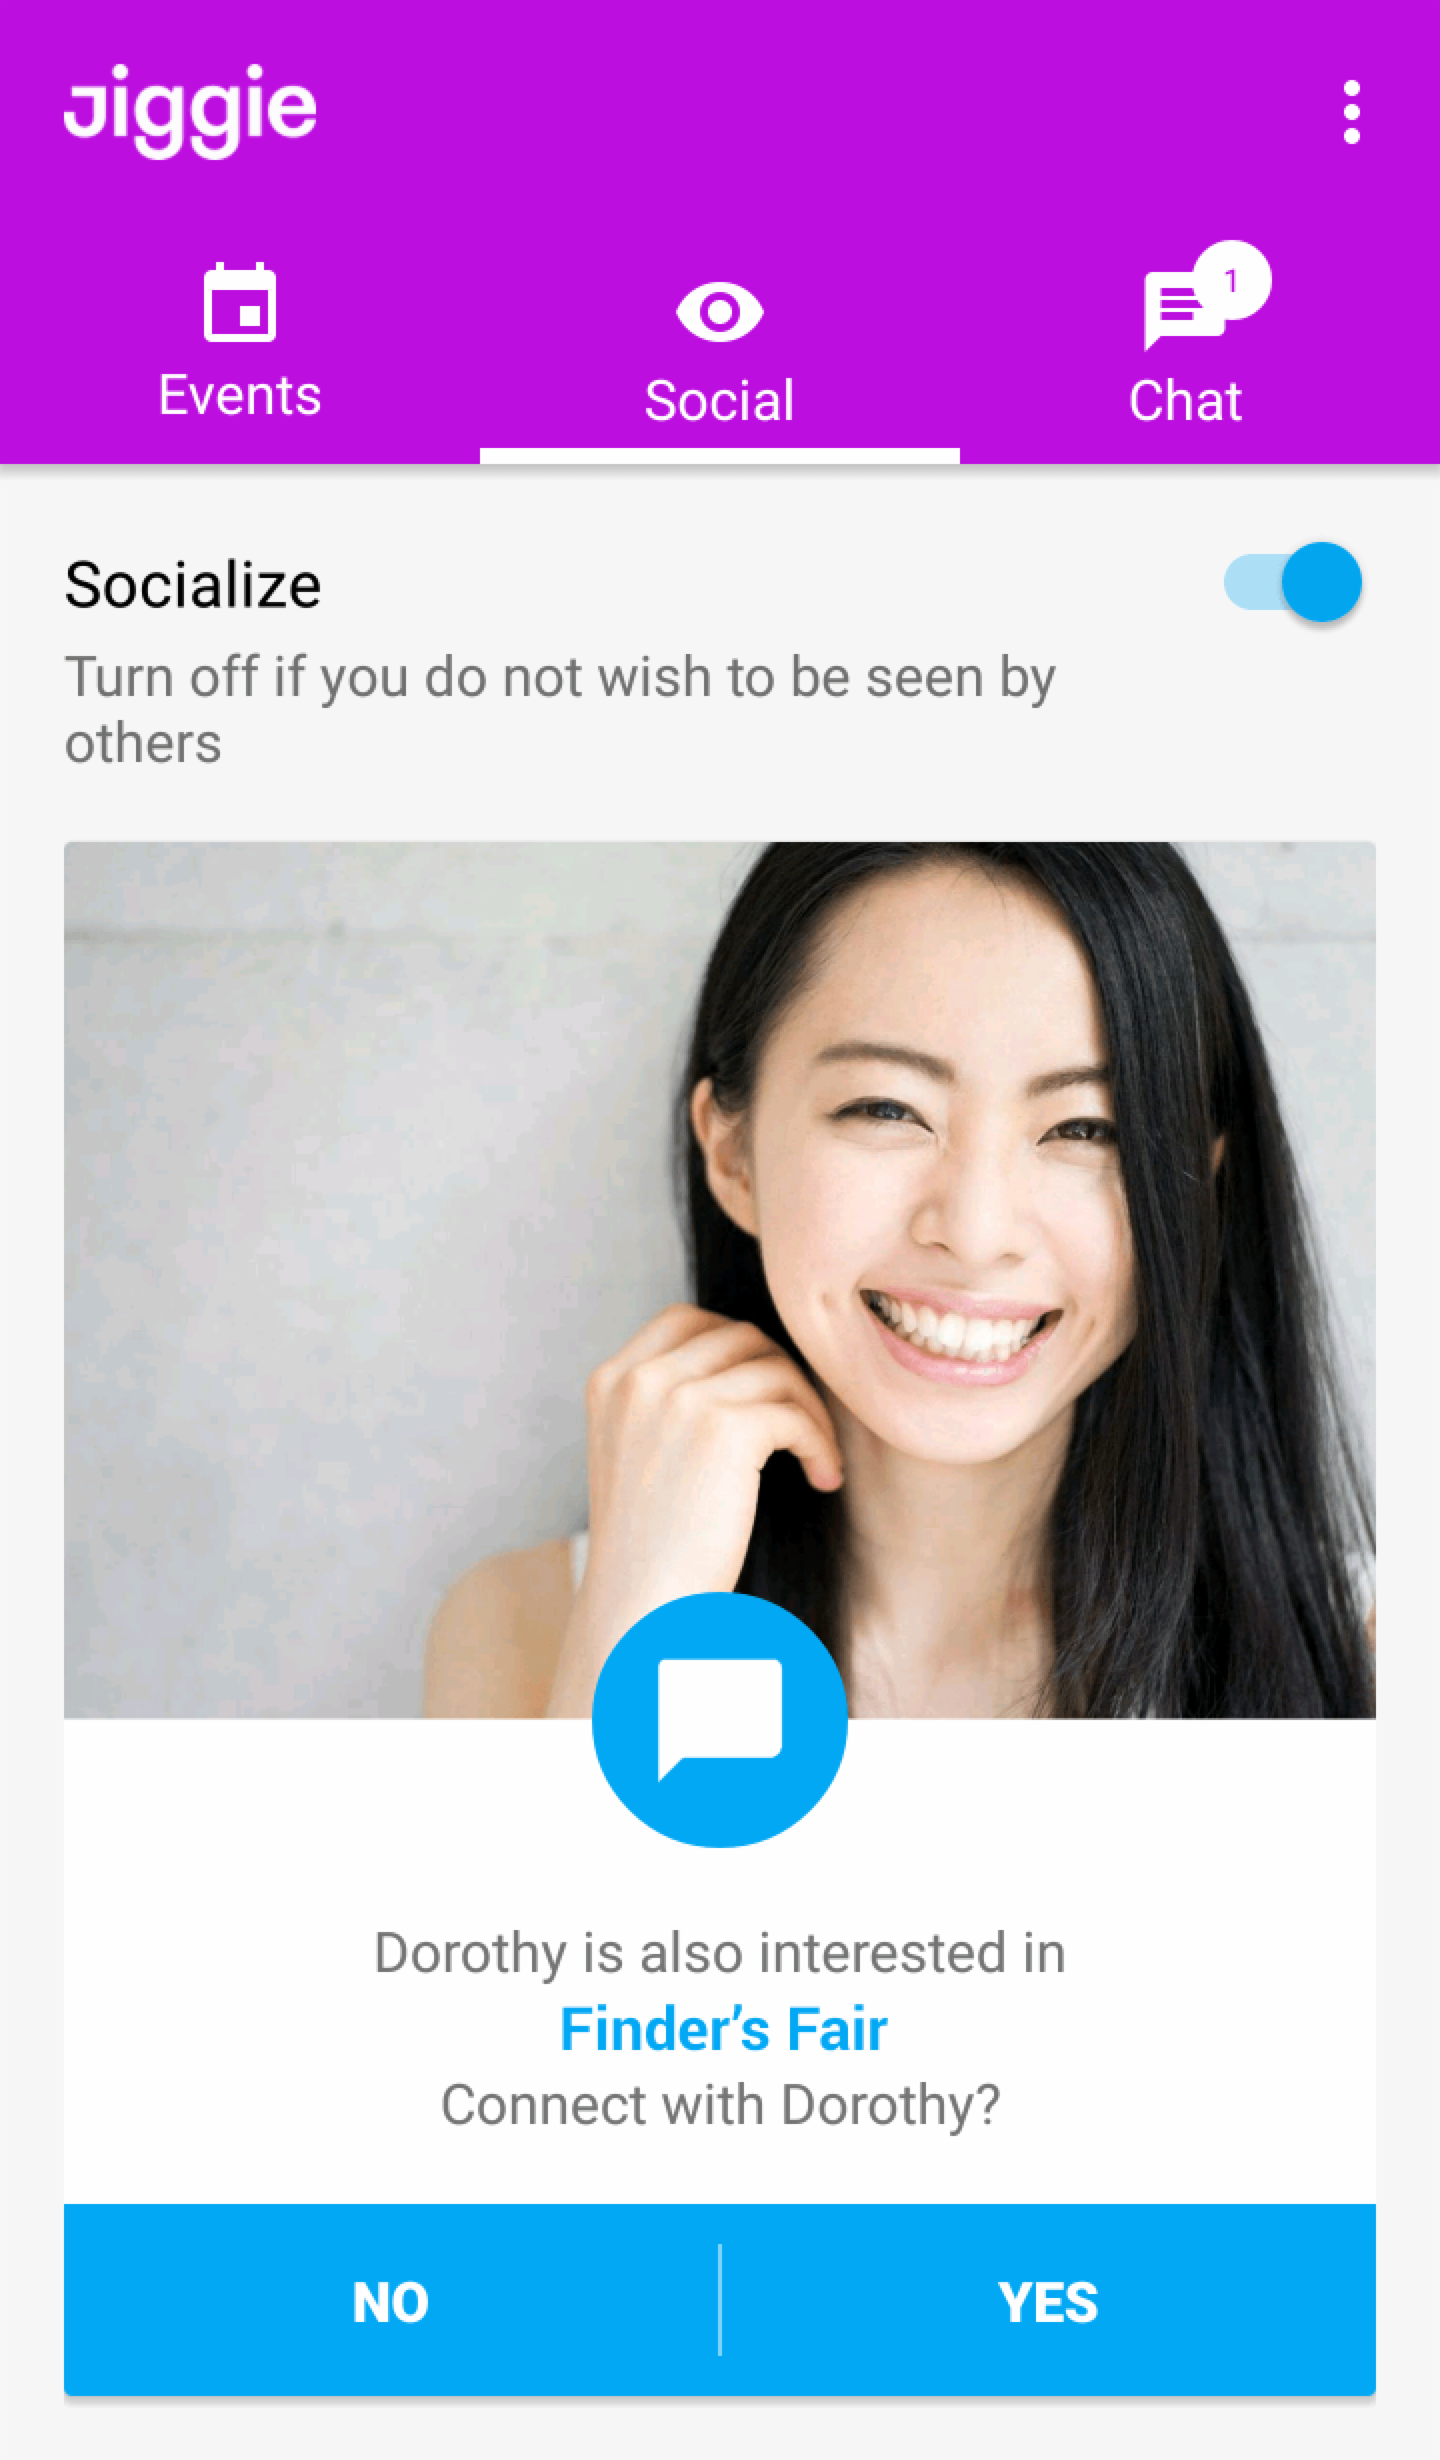 Jiggie
1
Events
Social
Chat
Socialize
Turn off if you do not wish to be seen by
others
Dorothy is also interested in
Finder’s Fair
Connect with Dorothy?
NO
YES